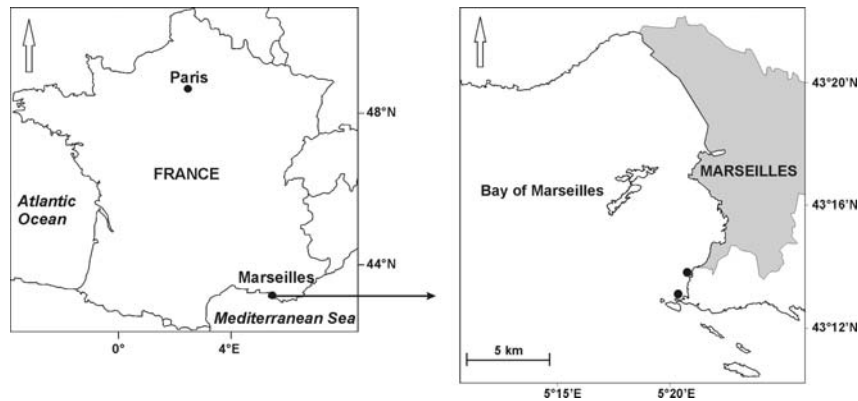 Paris
48°N
FRANCE
Atlantic
Ocean
44°N
Marseilles
Mediterranean Sea
0°
4°E
43°20'N
MARSEILLES
Bay of Marseilles
43°16'N
43°12'N
5 km
5°15'E
5°20'E